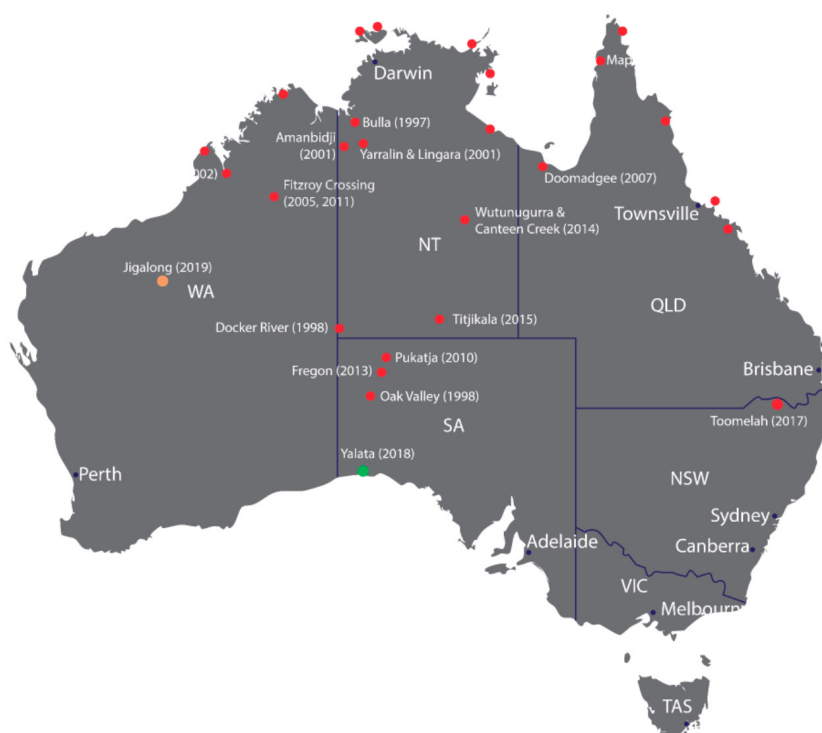 Darwin
Map
Bulla (1997)
Amanbidji
(2001)
Yarralin & Lingara (2001)
Doomadgee (2007)
002)
Fitzroy Crossing
(2005, 2011)
Wutunugurra &
Canteen Creek (2014)
Townsville
NT
Jigalong (2019)
WA
QLD
Docker River (1998)
Titjikala (2015)
Pukatja (2010)
Fregon (2013)
Brisbane
Oak Valley (1998)
Toomelah (2017)
SA
Yalata (2018)
Perth
NSW
Sydney
Adelaide
Canberra
VIC
Melbourn
TAS